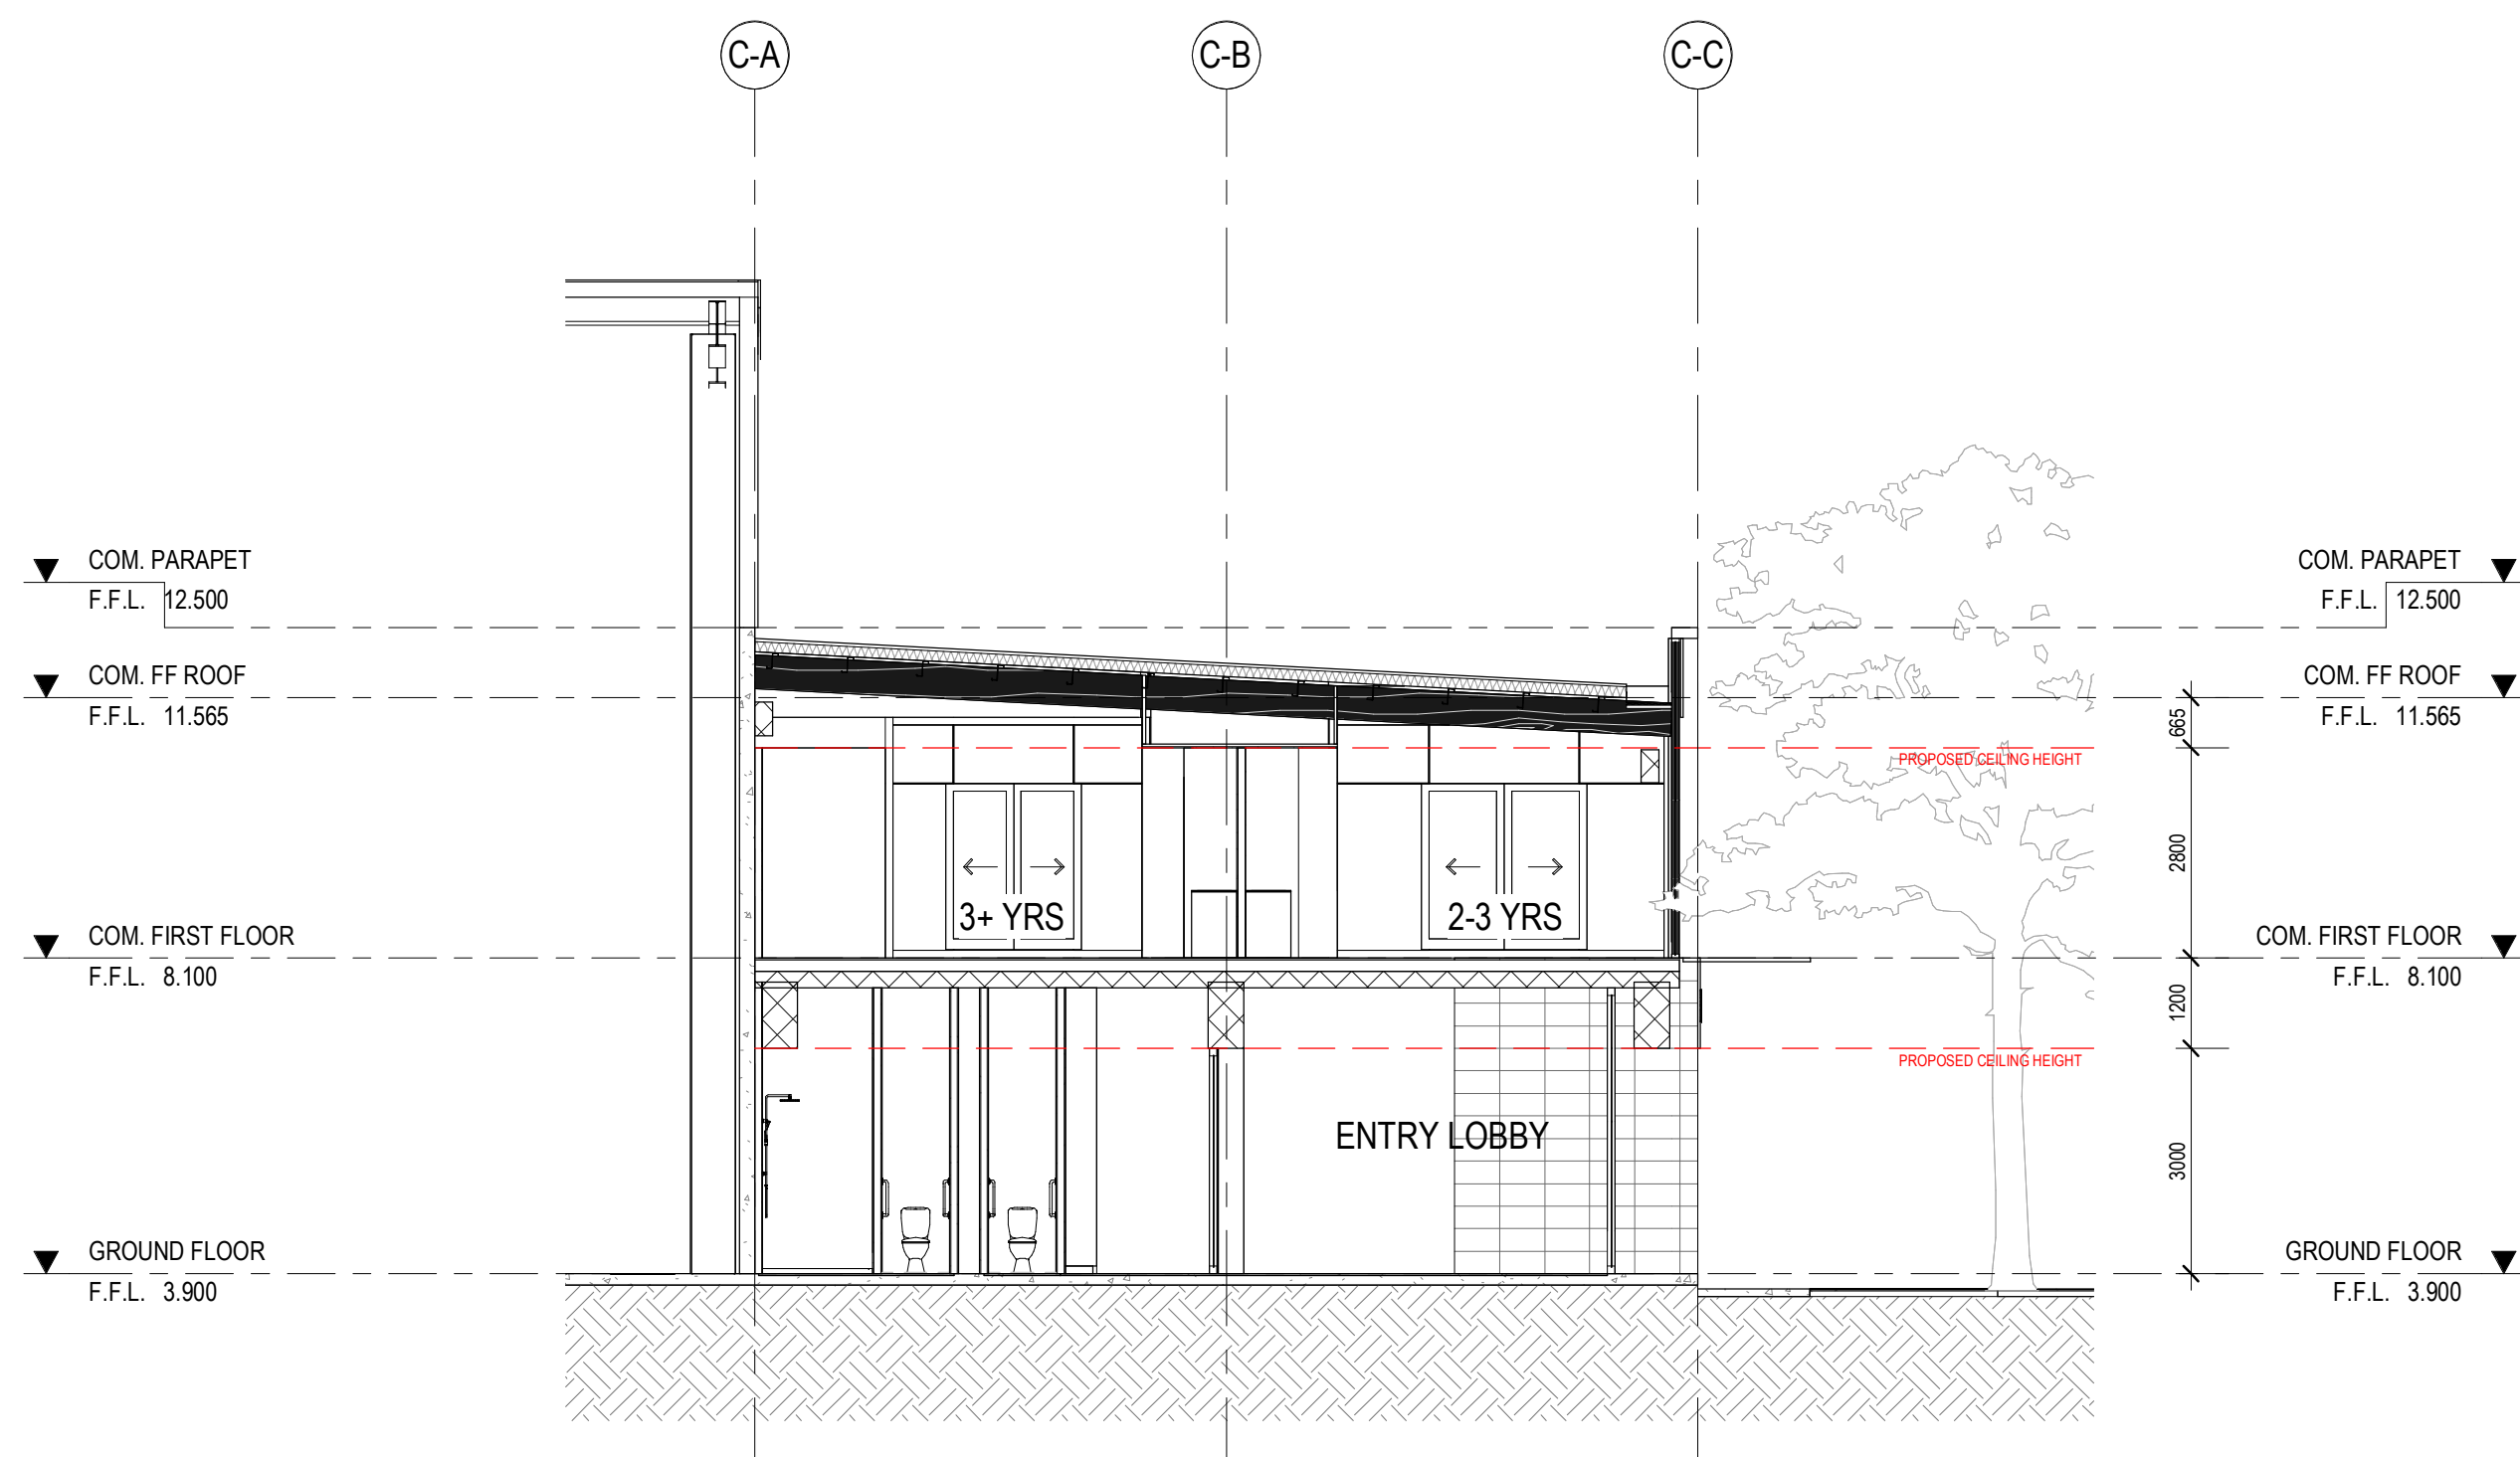 C-A
C-B
C-C
COM. PARAPET
F.F.L. 12.500
COM. PARAPET
F.F.L. 12.500
COM. FF ROOF
F.F.L. 11.565
COM. FF ROOF
F.F.L. 11.565
665
PROPOSED CEILING HEIGHT
2800
3+ YRS
2-3 YRS
COM. FIRST FLOOR
F.F.L. 8.100
COM. FIRST FLOOR
F.F.L. 8.100
1200
PROPOSED CEILING HEIGHT
ENTRY LOBBY
3000
GROUND FLOOR
F.F.L. 3.900
GROUND FLOOR
F.F.L. 3.900